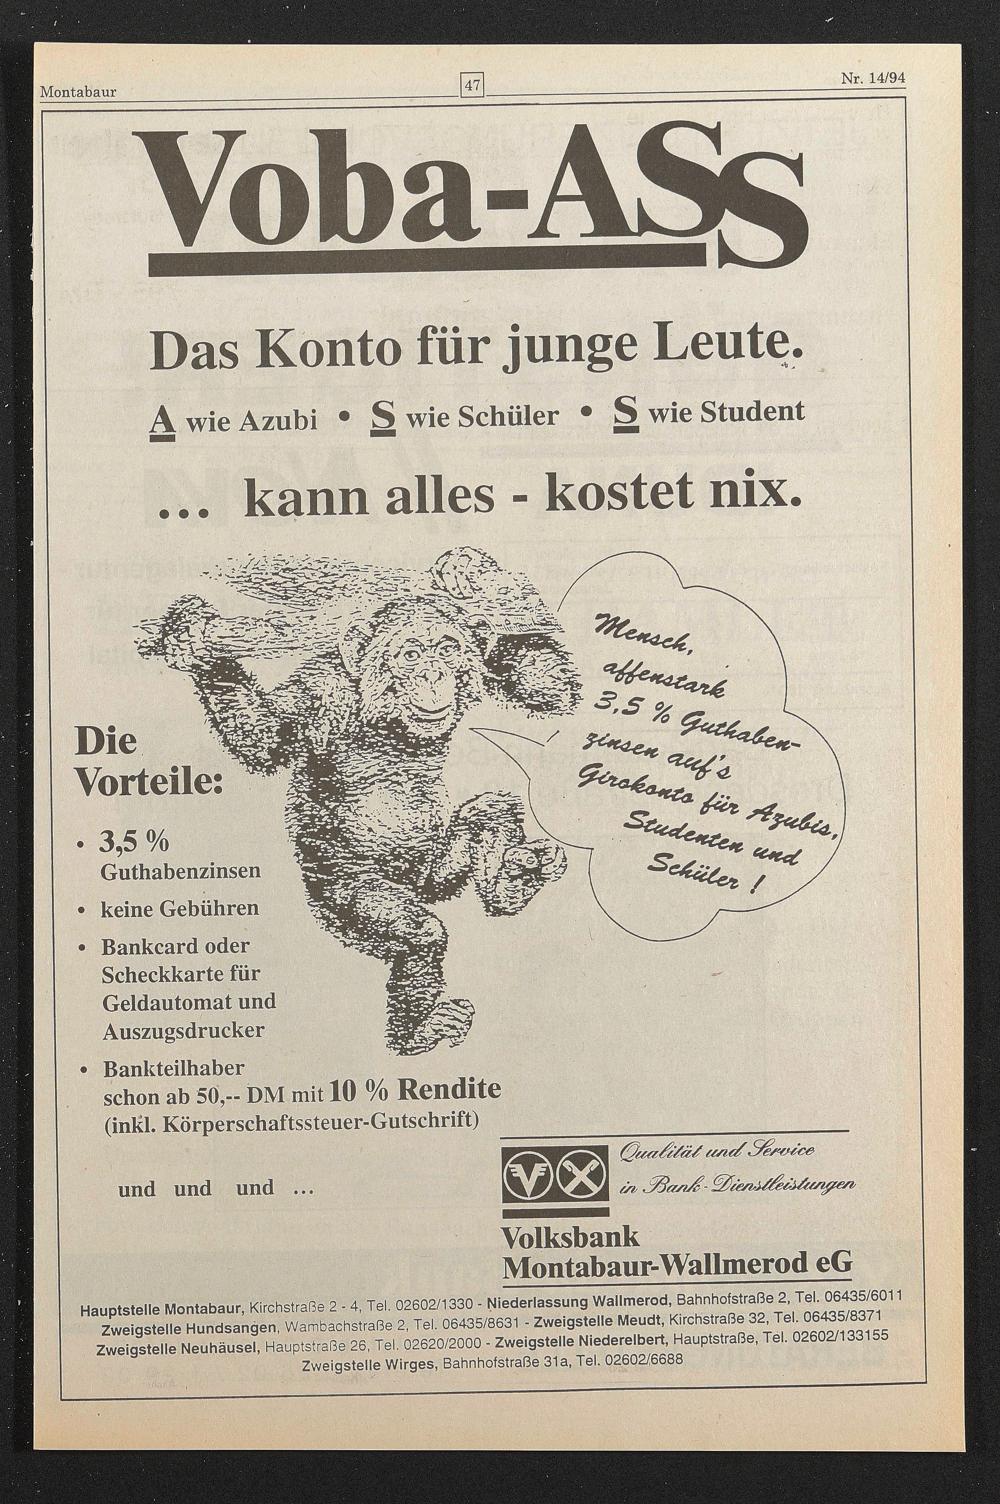 Montabaur
47
Nr. 14/94
Voba-ASS
Das Konto für junge Leute.
A wie Azubi • S wie Schüler • S wie Student
... kann alles - kostet nix.
Mensch,
affenstark
3,5 % Guthaben-
zinsen auf's
Girokonto für Azubis,
Studenten und
Schüler !
Die
Vorteile:
• 3,5 %
Guthabenzinsen
• keine Gebühren
• Bankcard oder
Scheckkarte für
Geldautomat und
Auszugsdrucker
• Bankteilhaber
schon ab 50,-- DM mit 10 % Rendite
(inkl. Körperschaftssteuer-Gutschrift)
und und und ...
Qualität und Service
in Bank-Dienstleistungen
Volksbank
Montabaur-Wallmerod eG
Hauptstelle Montabaur, Kirchstraße 2 - 4, Tel. 02602/1330 - Niederlassung Wallmerod, Bahnhofstraße 2, Tel. 06435/6011
Zweigstelle Hundsangen, Wambachstraße 2, Tel. 06435/8631 - Zweigstelle Meudt, Kirchstraße 32, Tel. 06435/8371
Zweigstelle Neuhäusel, Hauptstraße 26, Tel. 02620/2000 - Zweigstelle Niederelbert, Hauptstraße, Tel. 02602/133155
Zweigstelle Wirges, Bahnhofstraße 31a, Tel. 02602/6688